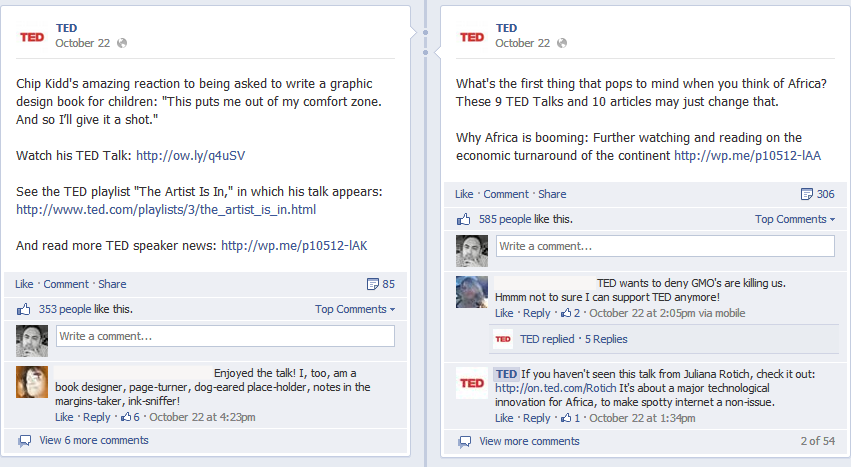 TED
TED
October 22
Chip Kidd's amazing reaction to being asked to write a graphic
design book for children: "This puts me out of my comfort zone.
And so I'll give it a shot."
Watch his TED Talk: http://ow.ly/q4uSV
See the TED playlist "The Artist Is In," in which his talk appears:
http://www.ted.com/playlists/3/the_artist_is_in.html
And read more TED speaker news: http://wp.me/p10512-lAK
Like · Comment · Share 85
353 people like this. Top Comments
Write a comment...
Enjoyed the talk! I, too, am a
book designer, page-turner, dog-eared place-holder, notes in the
margins-taker, ink-sniffer!
Like · Reply · 6 · October 22 at 4:23pm
View 6 more comments
TED
TED
October 22
What's the first thing that pops to mind when you think of Africa?
These 9 TED Talks and 10 articles may just change that.
Why Africa is booming: Further watching and reading on the
economic turnaround of the continent http://wp.me/p10512-lAA
Like · Comment · Share 306
585 people like this. Top Comments
Write a comment...
TED wants to deny GMO's are killing us.
Hmmm not to sure I can support TED anymore!
Like · Reply · 2 · October 22 at 2:05pm via mobile
TED TED replied · 5 Replies
TED
TED If you haven't seen this talk from Juliana Rotich, check it out:
http://on.ted.com/Rotich It's about a major technological
innovation for Africa, to make spotty internet a non-issue.
Like · Reply · 1 · October 22 at 1:34pm
View more comments 2 of 54